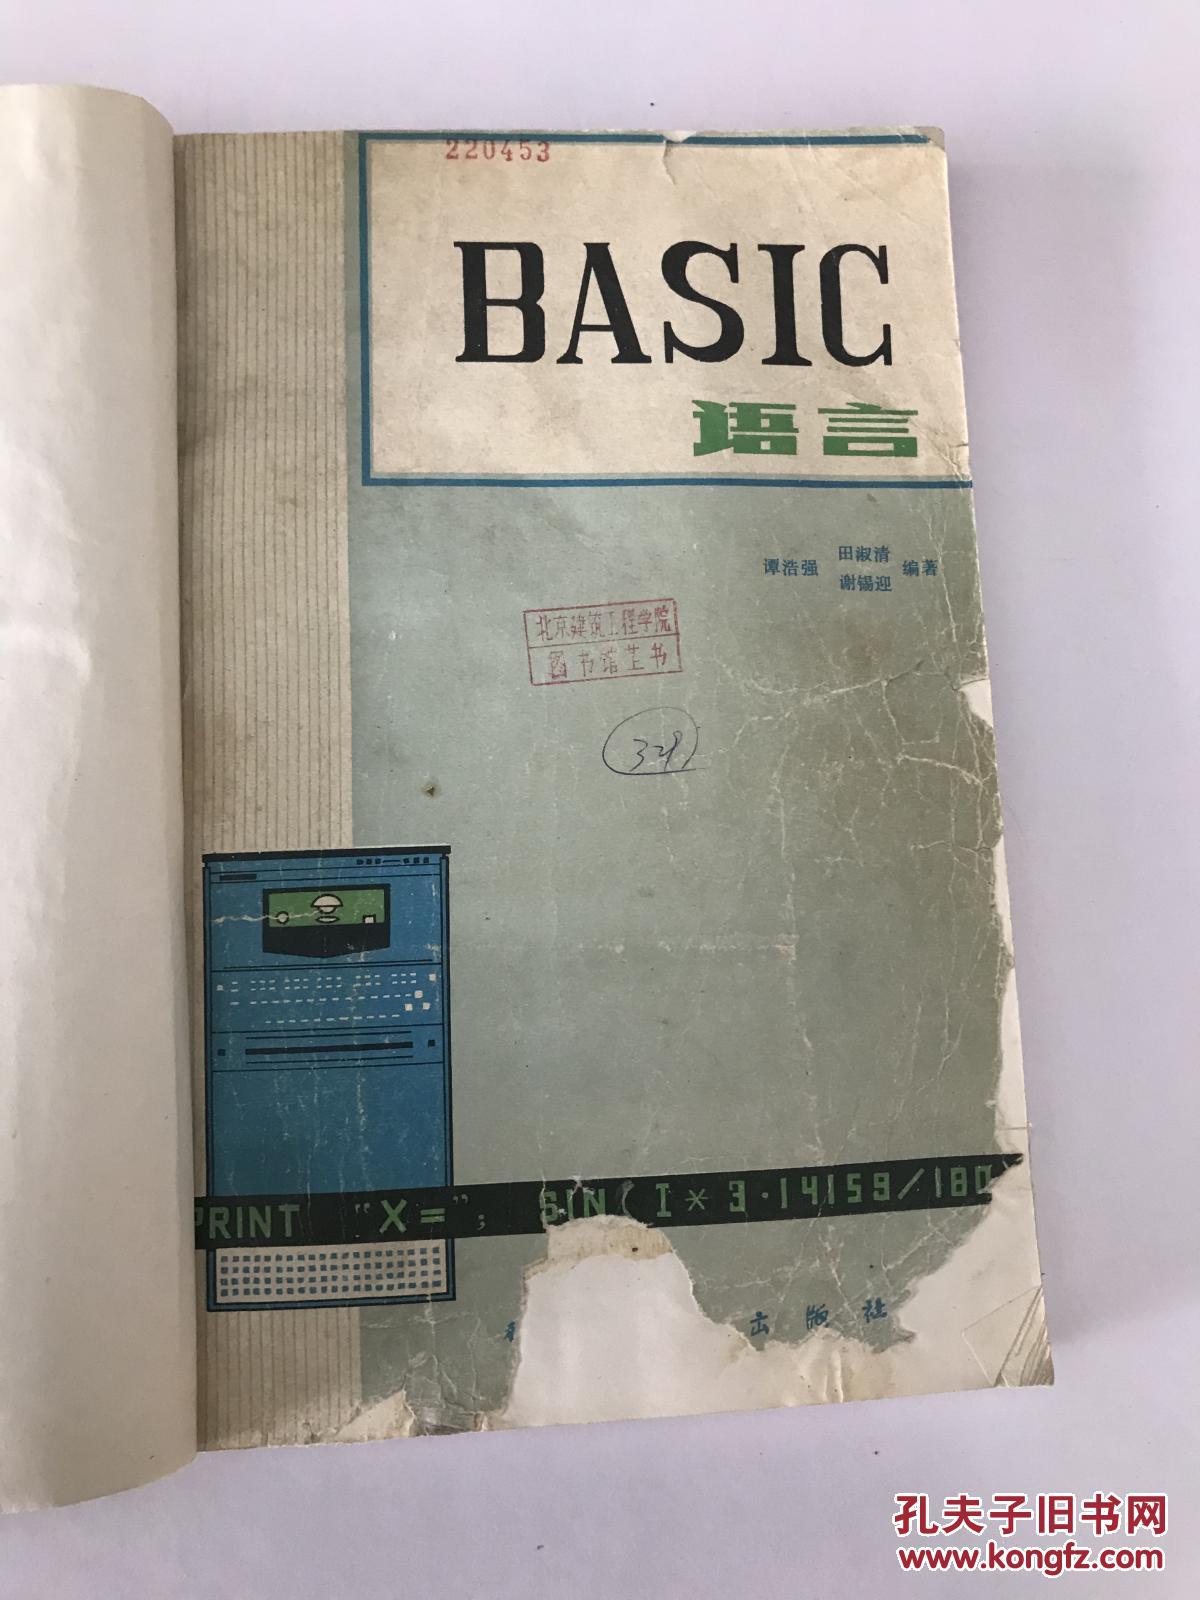 220453
BASIC
语言
谭浩强 田淑清 编著
谢锡迎
北京建筑工程学院
图书馆藏书
PRINT "X="; SIN(I*3.14159/180
出版社
孔夫子旧书网
www.kongfz.com